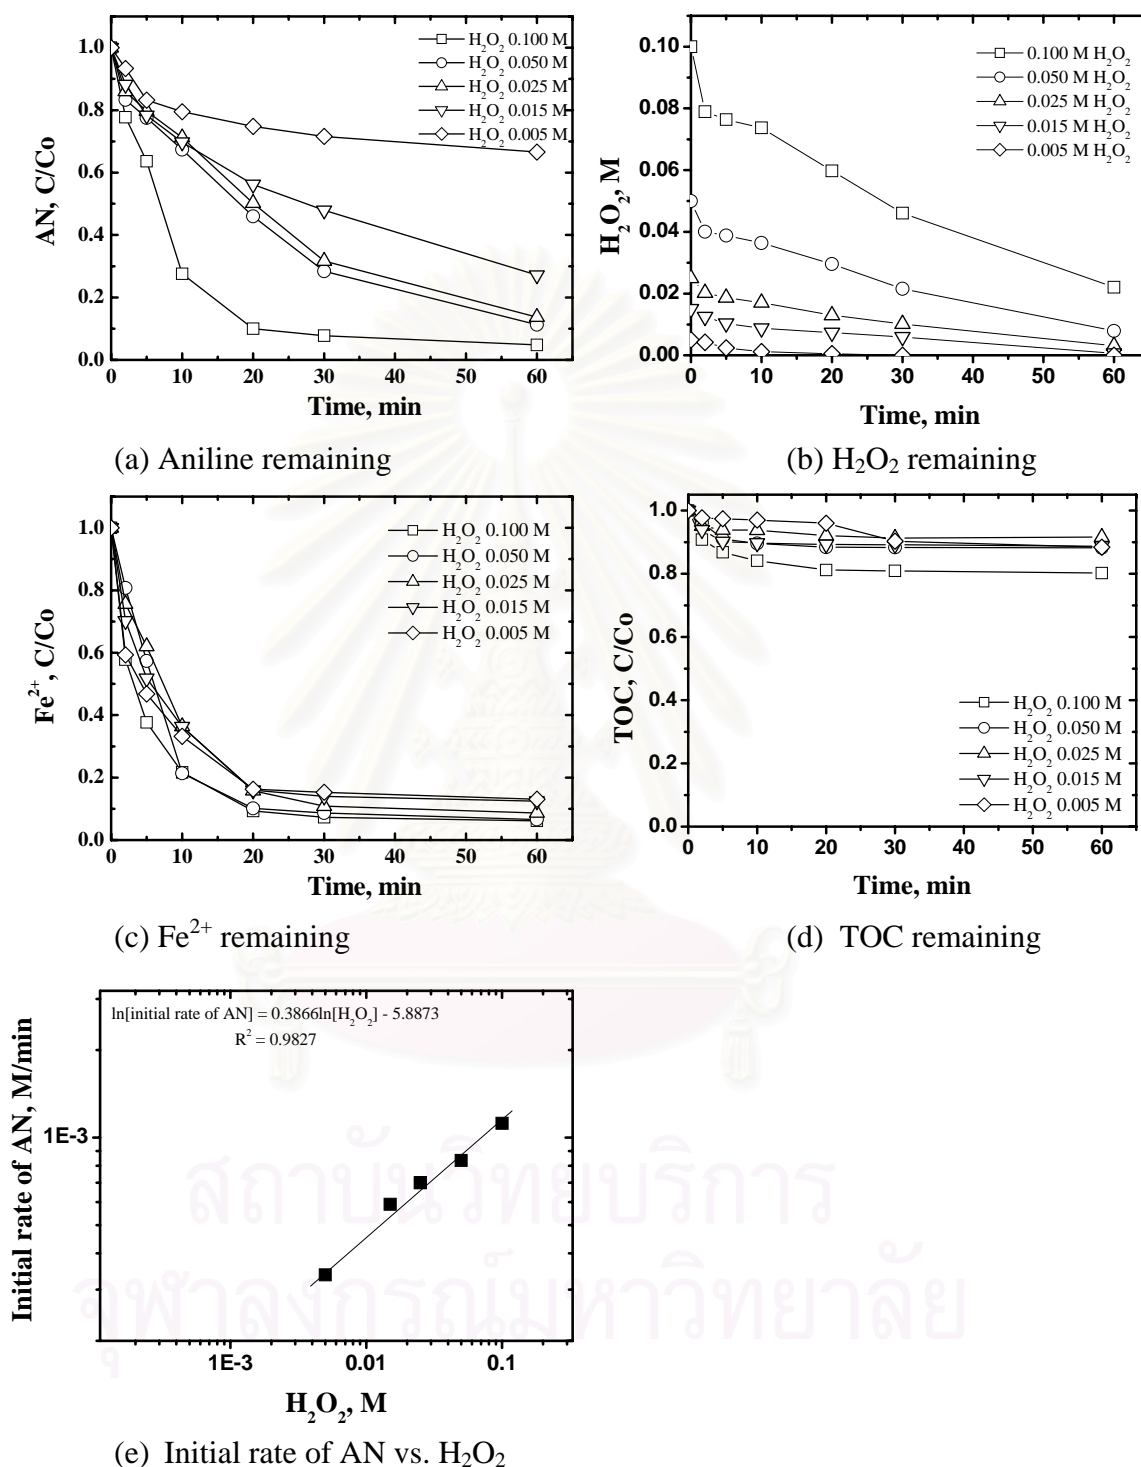 H₂O₂ 0.100 M
H₂O₂ 0.050 M
H₂O₂ 0.025 M
H₂O₂ 0.015 M
H₂O₂ 0.005 M
1.0
0.8
0.6
0.4
0.2
0.0
AN, C/Co
0 10 20 30 40 50 60
Time, min
(a) Aniline remaining
0.100 M H₂O₂
0.050 M H₂O₂
0.025 M H₂O₂
0.015 M H₂O₂
0.005 M H₂O₂
0.10
0.08
0.06
0.04
0.02
0.00
H₂O₂, M
0 10 20 30 40 50 60
Time, min
(b) H₂O₂ remaining
H₂O₂ 0.100 M
H₂O₂ 0.050 M
H₂O₂ 0.025 M
H₂O₂ 0.015 M
H₂O₂ 0.005 M
1.0
0.8
0.6
0.4
0.2
0.0
Fe²⁺, C/Co
0 10 20 30 40 50 60
Time, min
(c) Fe²⁺ remaining
1.0
0.8
0.6
0.4
0.2
0.0
TOC, C/Co
H₂O₂ 0.100 M
H₂O₂ 0.050 M
H₂O₂ 0.025 M
H₂O₂ 0.015 M
H₂O₂ 0.005 M
0 10 20 30 40 50 60
Time, min
(d) TOC remaining
ln[initial rate of AN] = 0.3866ln[H₂O₂] - 5.8873
R² = 0.9827
Initial rate of AN, M/min
1E-3
1E-3 0.01 0.1
H₂O₂, M
(e) Initial rate of AN vs. H₂O₂
สถาบันวิทยบริการ
จุฬาลงกรณ์มหาวิทยาลัย